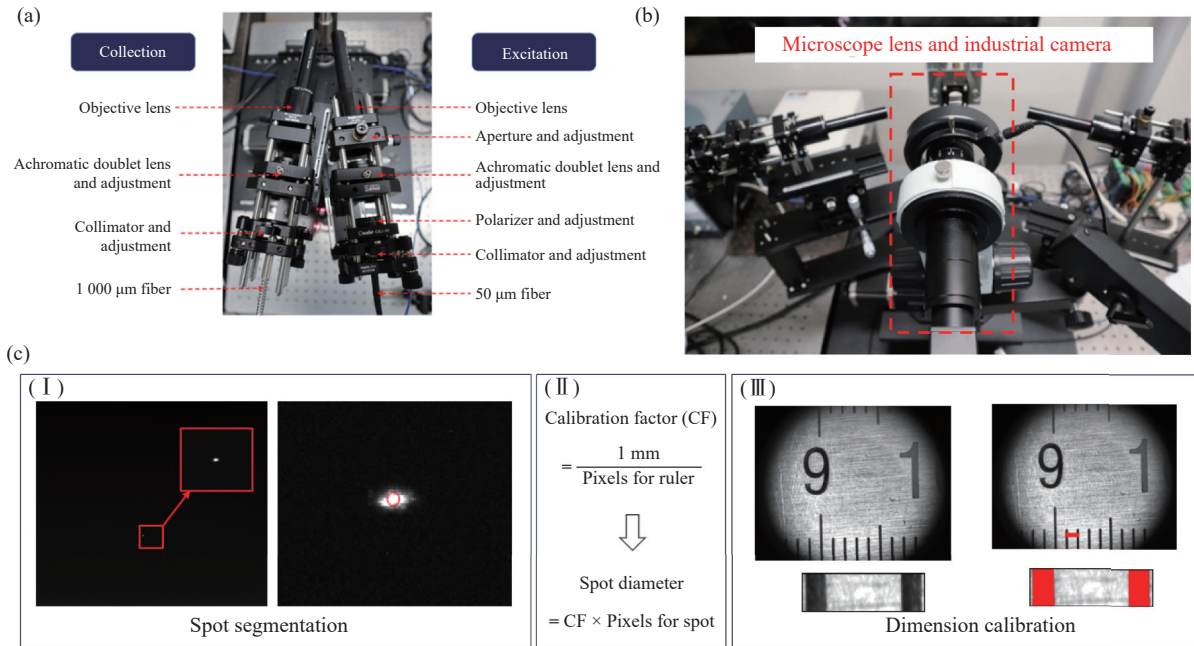 (a)
Collection
Excitation
Objective lens
Achromatic doublet lens
and adjustment
Collimator and
adjustment
1 000 μm fiber
Objective lens
Aperture and adjustment
Achromatic doublet lens and
adjustment
Polarizer and adjustment
Collimator and adjustment
50 μm fiber
(b)
Microscope lens and industrial camera
(c)
(Ⅰ)
Spot segmentation
(Ⅱ)
Calibration factor (CF)
= 1 mm
Pixels for ruler
Spot diameter
= CF × Pixels for spot
(Ⅲ)
9 1
9 1
Dimension calibration